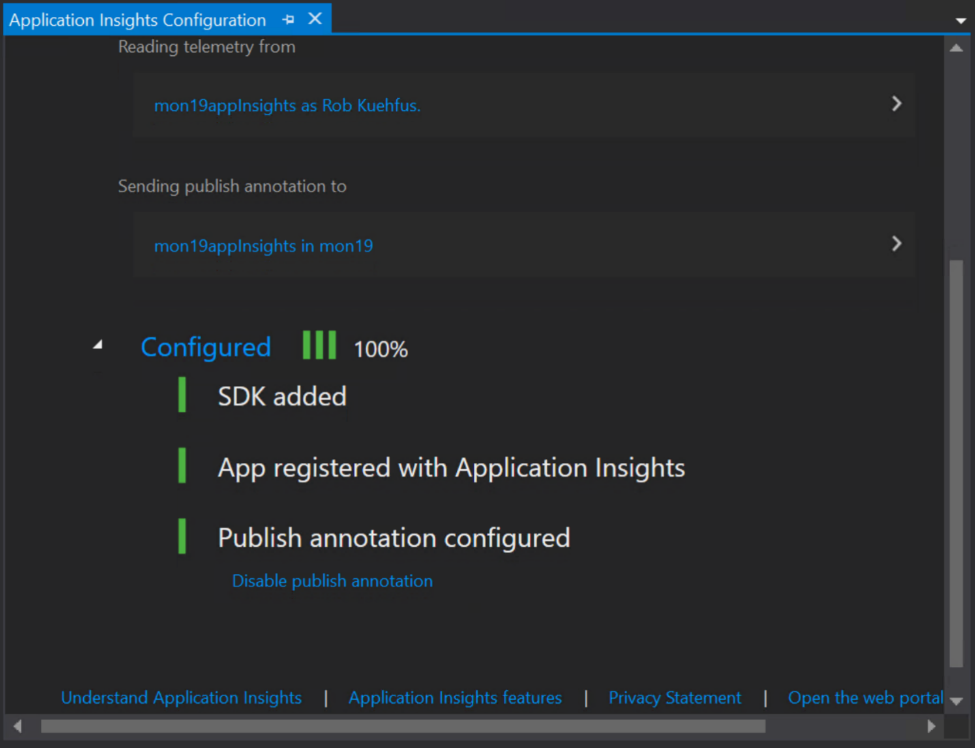 Application Insights Configuration
Reading telemetry from
mon19appInsights as Rob Kuehfus.
Sending publish annotation to
mon19appInsights in mon19
Configured 100%
SDK added
App registered with Application Insights
Publish annotation configured
Disable publish annotation
Understand Application Insights | Application Insights features | Privacy Statement | Open the web portal